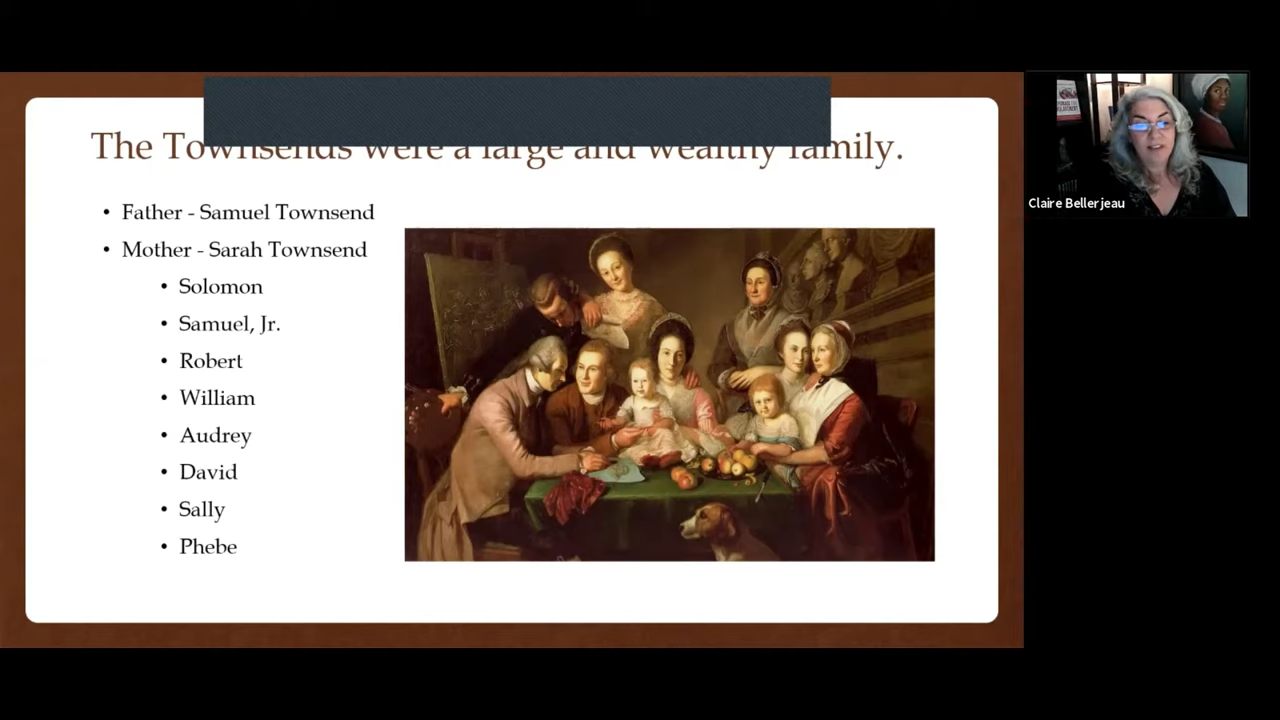 The Townsends were a large and wealthy family.
• Father - Samuel Townsend
• Mother - Sarah Townsend
• Solomon
• Samuel, Jr.
• Robert
• William
• Audrey
• David
• Sally
• Phebe
Claire Bellerjeau